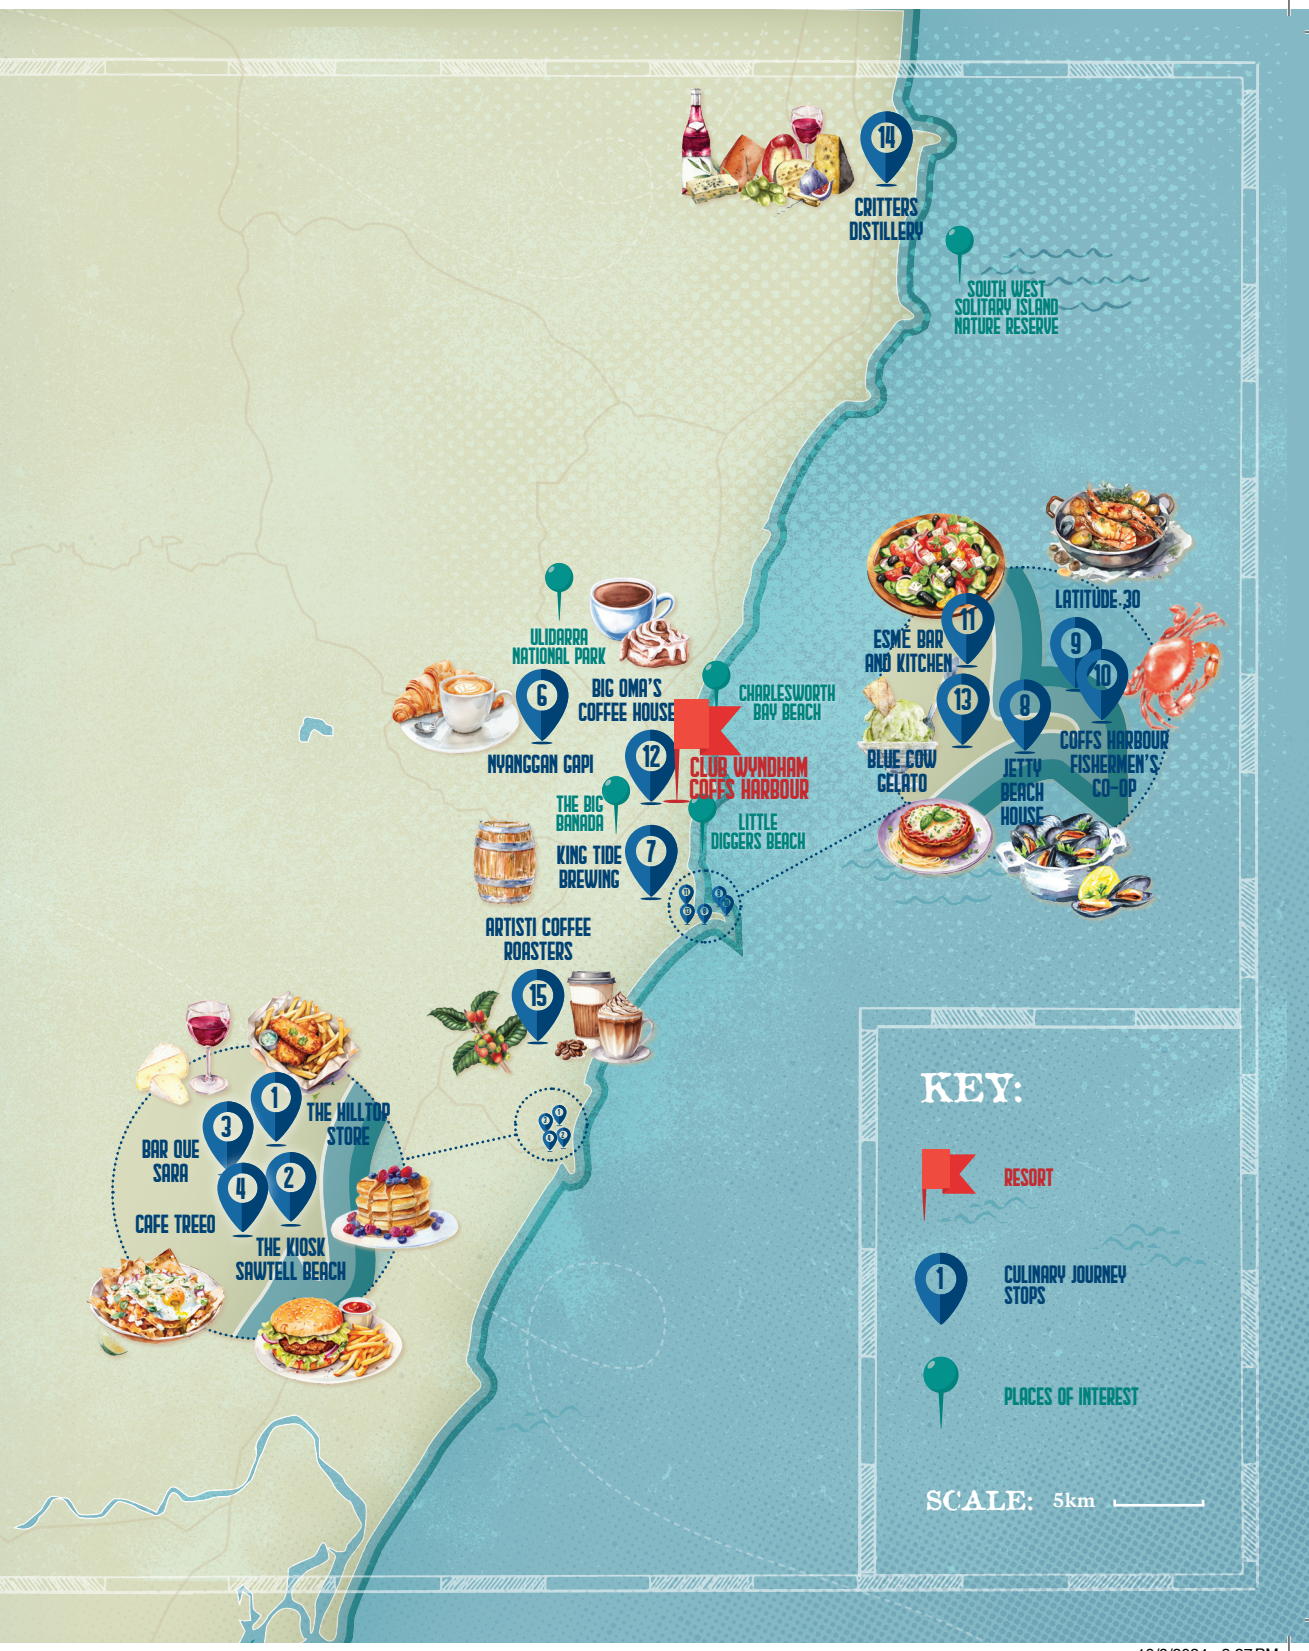 14
CRITTERS
DISTILLERY
SOUTH WEST
SOLITARY ISLAND
NATURE RESERVE
LATITUDE 30
11
ESMÉ BAR
AND KITCHEN
9
10
13
8
BLUE COW
GELATO
JETTY
BEACH
HOUSE
COFFS HARBOUR
FISHERMEN'S
CO-OP
ULIDARRA
NATIONAL PARK
6
BIG OMA'S
COFFEE HOUSE
CHARLESWORTH
BAY BEACH
NYANGGAN GAPI
12
CLUB WYNDHAM
COFFS HARBOUR
THE BIG
BANADA
LITTLE
DIGGERS BEACH
KING TIDE
BREWING
7
ARTISTI COFFEE
ROASTERS
15
1
THE HILLTOP
STORE
3
BAR QUE
SARA
4
2
CAFE TREEO
THE KIOSK
SAWTELL BEACH
KEY:
RESORT
1
CULINARY JOURNEY
STOPS
PLACES OF INTEREST
SCALE: 5km